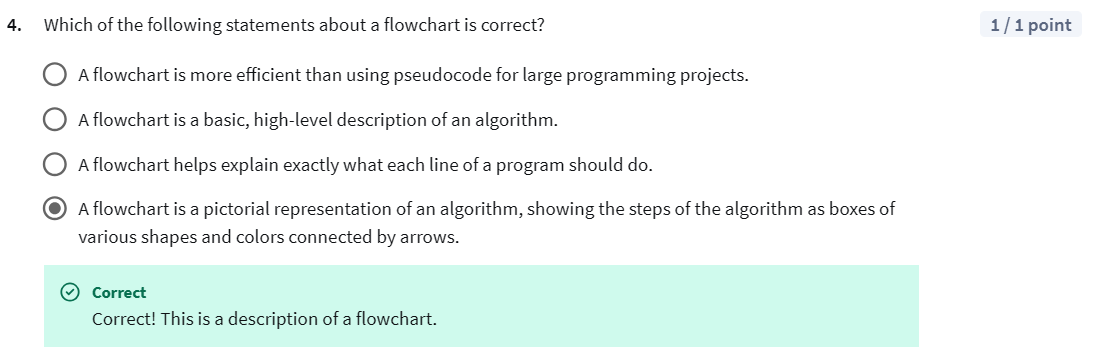 4. Which of the following statements about a flowchart is correct? 1 / 1 point
A flowchart is more efficient than using pseudocode for large programming projects.
A flowchart is a basic, high-level description of an algorithm.
A flowchart helps explain exactly what each line of a program should do.
A flowchart is a pictorial representation of an algorithm, showing the steps of the algorithm as boxes of
various shapes and colors connected by arrows.
Correct
Correct! This is a description of a flowchart.